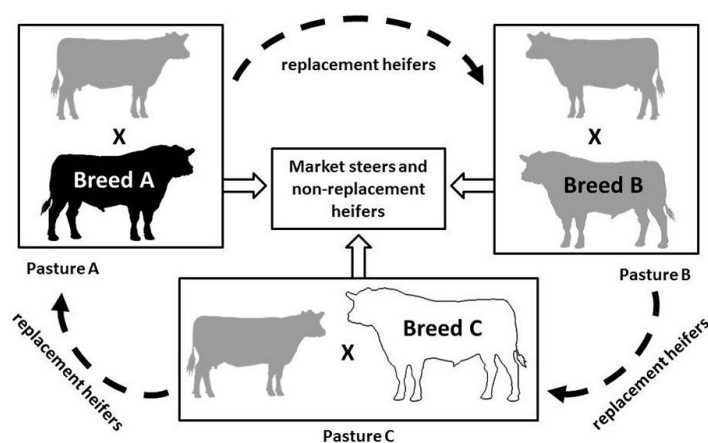 replacement heifers
X
Breed A
Market steers and
non-replacement
heifers
X
Breed B
Pasture A
Pasture B
replacement heifers
X
Breed C
replacement heifers
Pasture C